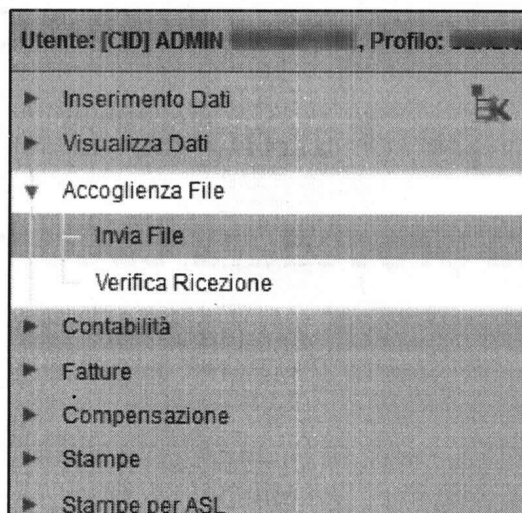 Utente: [CID] ADMIN , Profilo:
Inserimento Dati
Visualizza Dati
Accoglienza File
Invia File
Verifica Ricezione
Contabilità
Fatture
Compensazione
Stampe
Stampe per ASL